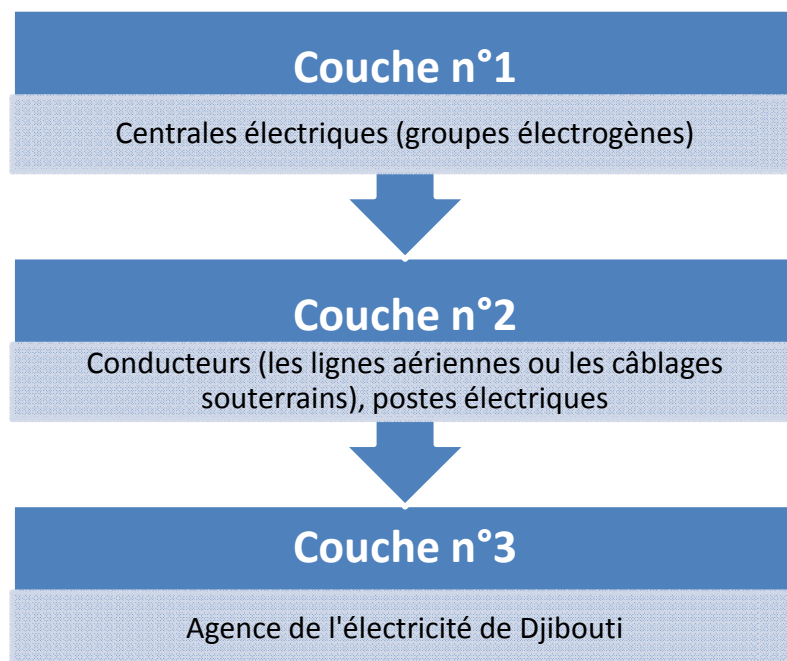 Couche n°1
Centrales électriques (groupes électrogènes)
Couche n°2
Conducteurs (les lignes aériennes ou les câblages
souterrains), postes électriques
Couche n°3
Agence de l'électricité de Djibouti